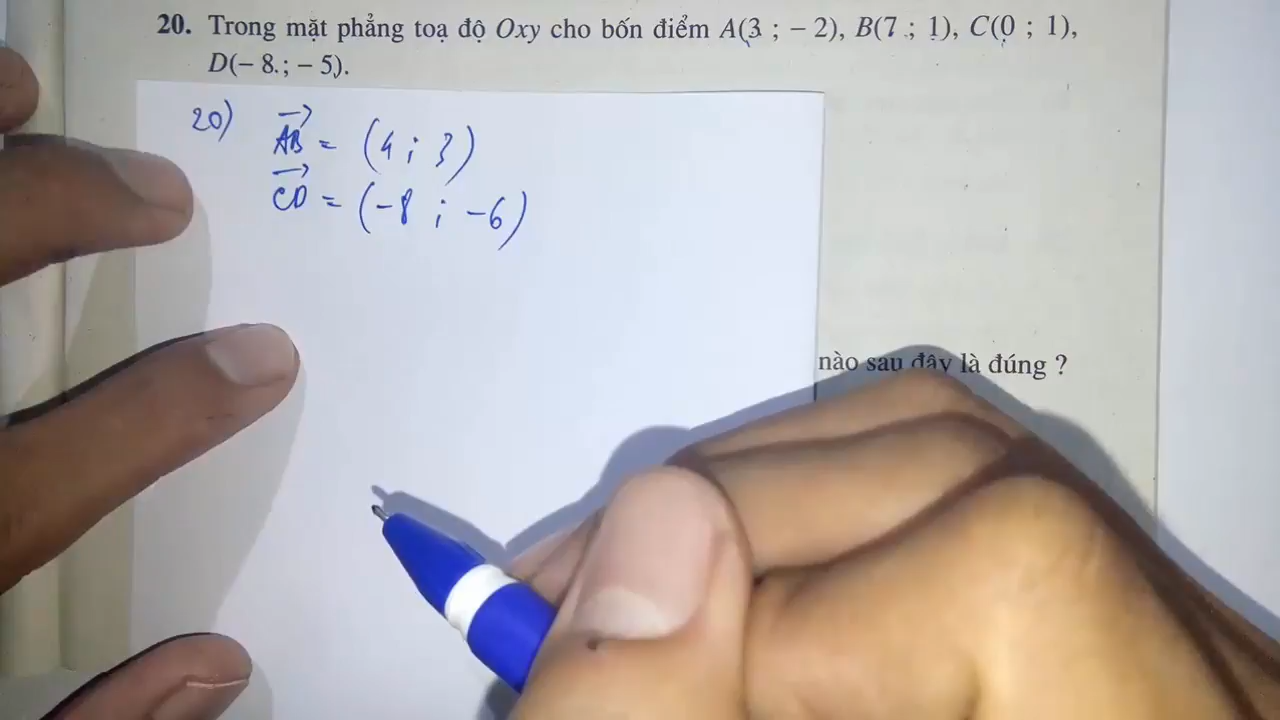 20. Trong mặt phẳng toạ độ Oxy cho bốn điểm A(3 ; – 2), B(7 ; 1), C(0 ; 1),
D(– 8 ; – 5).
20) AB = (4 ; 3)
CD = (-8 ; -6)
nào sau đây là đúng ?